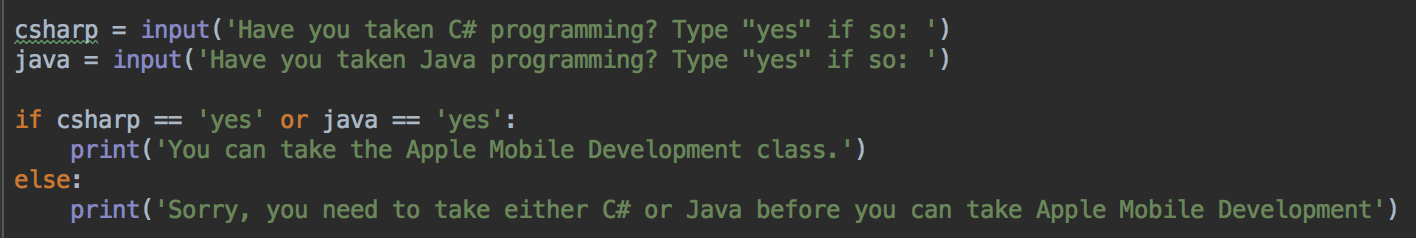 csharp = input('Have you taken C# programming? Type "yes" if so: ')
java = input('Have you taken Java programming? Type "yes" if so: ')
if csharp == 'yes' or java == 'yes':
    print('You can take the Apple Mobile Development class.')
else:
    print('Sorry, you need to take either C# or Java before you can take Apple Mobile Development')